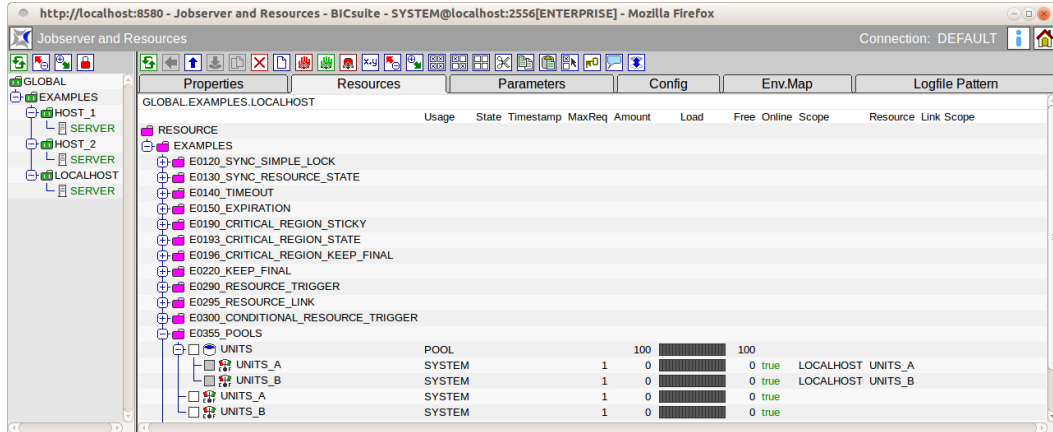 http://localhost:8580 - Jobserver and Resources - BICsuite - SYSTEM@localhost:2556[ENTERPRISE] - Mozilla Firefox
Jobserver and Resources Connection: DEFAULT
GLOBAL
EXAMPLES
HOST_1
SERVER
HOST_2
SERVER
LOCALHOST
SERVER
Properties Resources Parameters Config Env.Map Logfile Pattern
GLOBAL.EXAMPLES.LOCALHOST
Usage State Timestamp MaxReq Amount Load Free Online Scope Resource Link Scope
RESOURCE
EXAMPLES
E0120_SYNC_SIMPLE_LOCK
E0130_SYNC_RESOURCE_STATE
E0140_TIMEOUT
E0150_EXPIRATION
E0190_CRITICAL_REGION_STICKY
E0193_CRITICAL_REGION_STATE
E0196_CRITICAL_REGION_KEEP_FINAL
E0220_KEEP_FINAL
E0290_RESOURCE_TRIGGER
E0295_RESOURCE_LINK
E0300_CONDITIONAL_RESOURCE_TRIGGER
E0355_POOLS
UNITS POOL 100 100
UNITS_A SYSTEM 1 0 0 true LOCALHOST UNITS_A
UNITS_B SYSTEM 1 0 0 true LOCALHOST UNITS_B
UNITS_A SYSTEM 1 0 0 true
UNITS_B SYSTEM 1 0 0 true